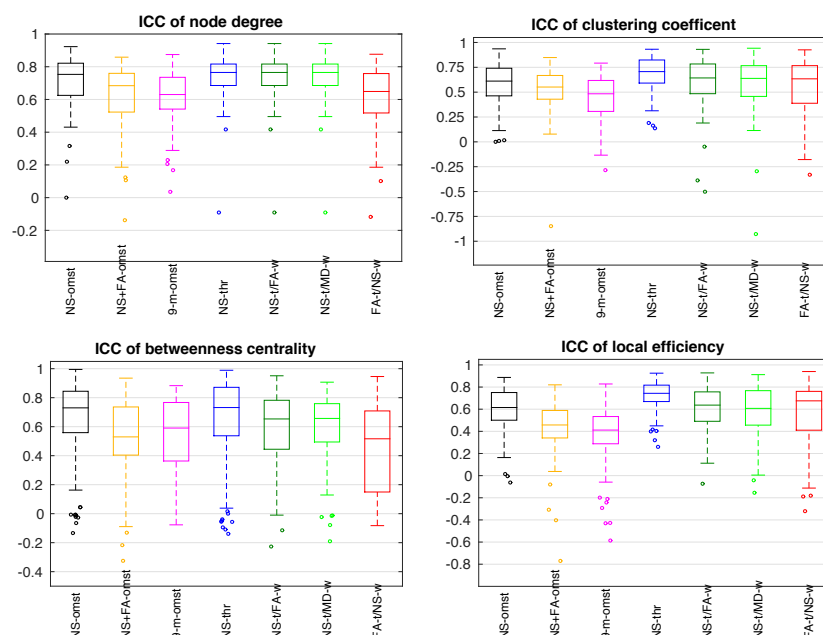 ICC of node degree
1
0.8
0.6
0.4
0.2
0
-0.2
NS-omst
NS+FA-omst
9-m-omst
NS-thr
NS-t/FA-w
NS-t/MD-w
FA-t/NS-w
ICC of clustering coefficent
1
0.75
0.5
0.25
0
0.25
0.5
0.75
-1
NS-omst
NS+FA-omst
9-m-omst
NS-thr
NS-t/FA-w
NS-t/MD-w
FA-t/NS-w
ICC of betweenness centrality
1
0.8
0.6
0.4
0.2
0
-0.2
-0.4
NS-omst
NS+FA-omst
9-m-omst
NS-thr
NS-t/FA-w
NS-t/MD-w
FA-t/NS-w
ICC of local efficiency
1
0.8
0.6
0.4
0.2
0
-0.2
-0.4
-0.6
-0.8
NS-omst
NS+FA-omst
9-m-omst
NS-thr
NS-t/FA-w
NS-t/MD-w
FA-t/NS-w